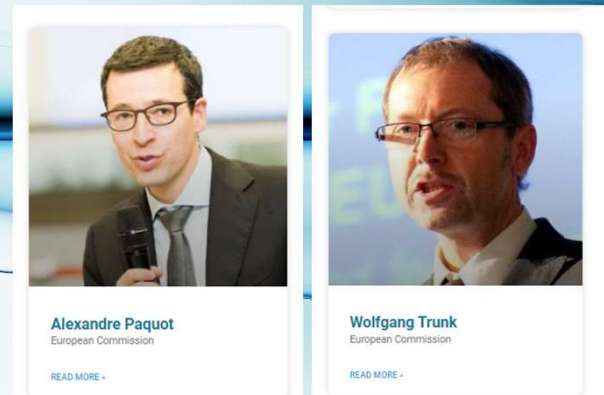 Alexandre Paquot
European Commission
READ MORE »
Wolfgang Trunk
European Commission
READ MORE »